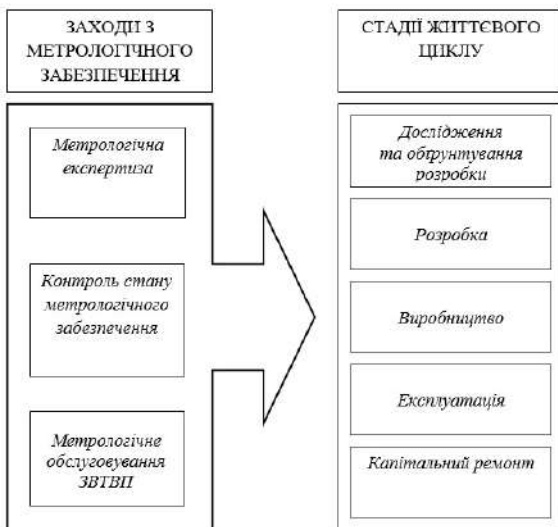 ЗАХОДИ З
МЕТРОЛОГІЧНОГО
ЗАБЕЗПЕЧЕННЯ
Метрологічна
експертиза
Контроль стану
метрологічного
забезпечення
Метрологічне
обслуговування
ЗВТВП
СТАДІЇ ЖИТТЄВОГО
ЦИКЛУ
Дослідження
та обґрунтування
розробки
Розробка
Виробництво
Експлуатація
Капітальний ремонт